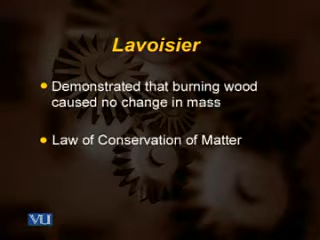 Lavoisier
Demonstrated that burning wood
caused no change in mass
Law of Conservation of Matter
VU